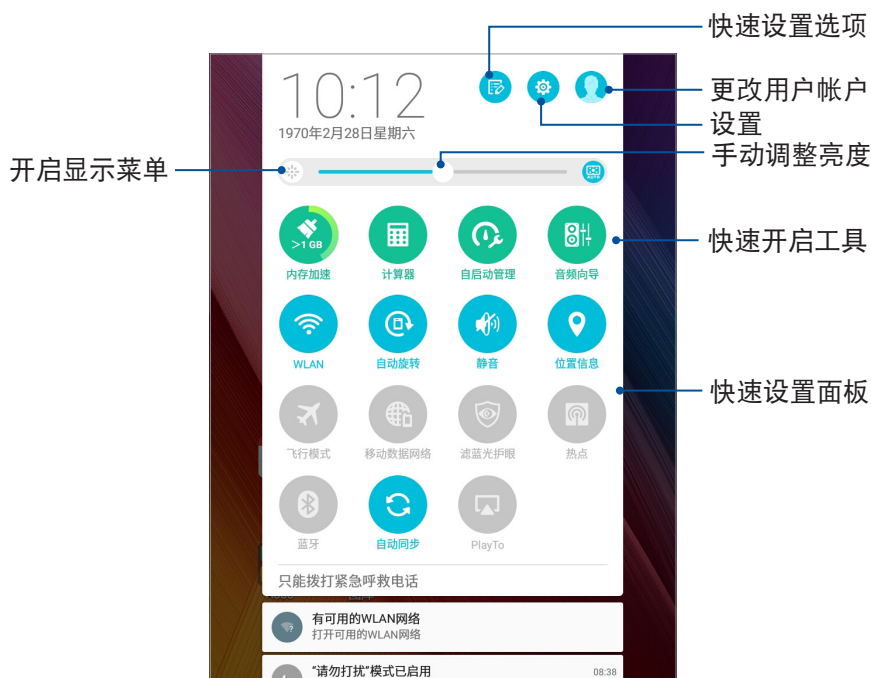 快速设置选项
更改用户帐户
设置
手动调整亮度
开启显示菜单
快速开启工具
快速设置面板
10:12
1970年2月28日星期六
AUTO
>1 GB
内存加速 计算器 自启动管理 音频向导
WLAN 自动旋转 静音 位置信息
飞行模式 移动数据网络 滤蓝光护眼 热点
蓝牙 自动同步 PlayTo
只能拨打紧急呼救电话
有可用的WLAN网络
打开可用的WLAN网络
“请勿打扰”模式已启用 08:38